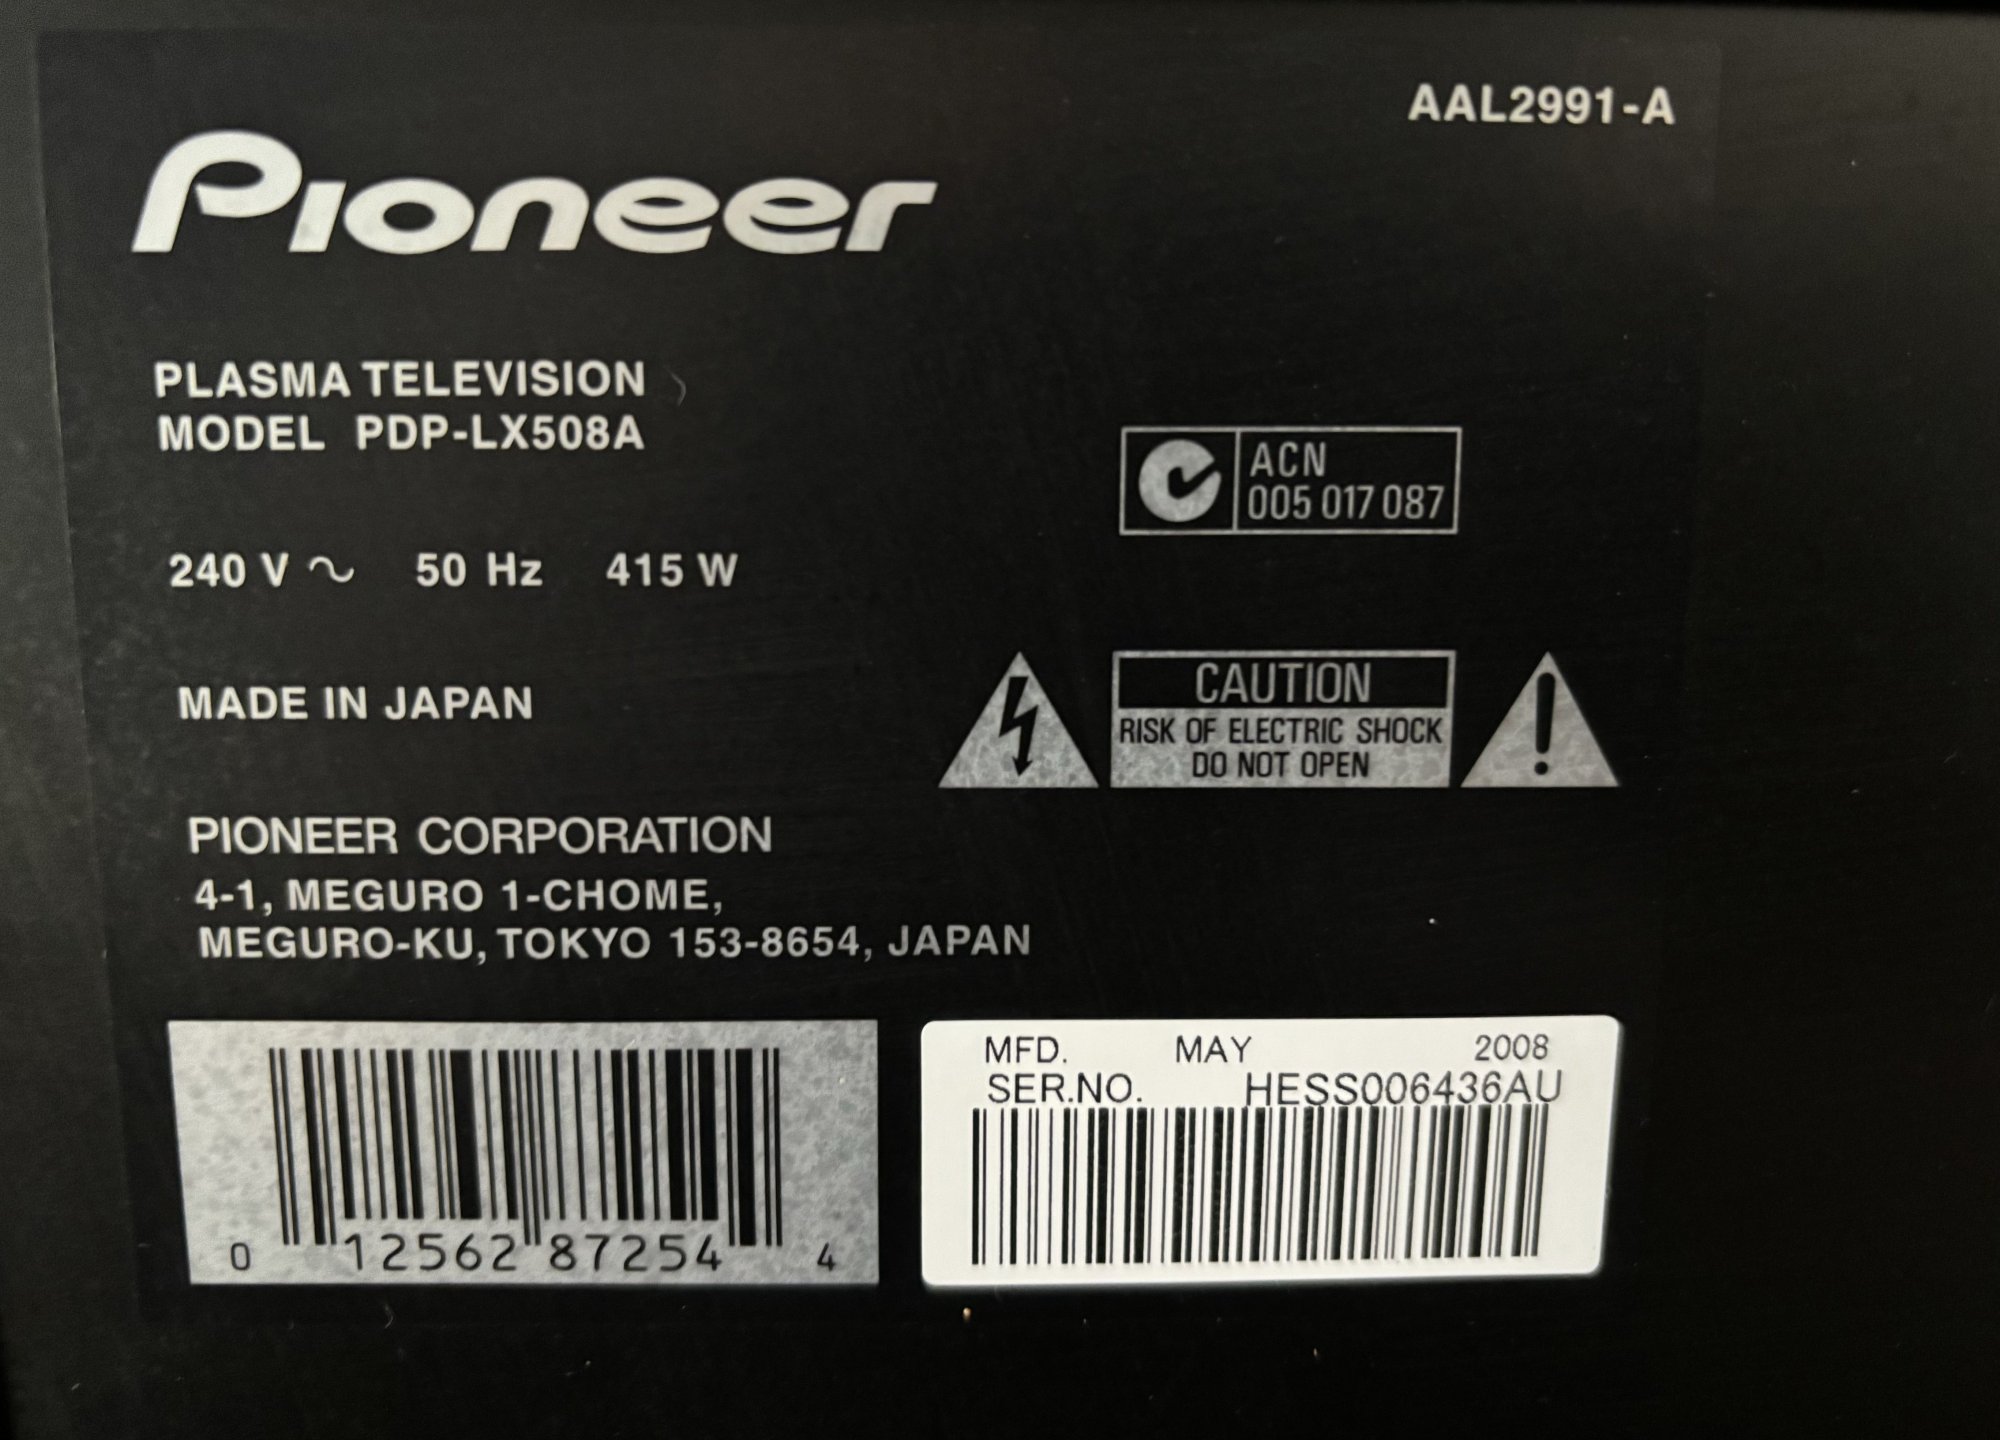 AAL2991-A
Pioneer
PLASMA TELEVISION
MODEL PDP-LX508A
ACN
005 017 087
240 V ~ 50 Hz 415 W
CAUTION
RISK OF ELECTRIC SHOCK
DO NOT OPEN
MADE IN JAPAN
PIONEER CORPORATION
4-1, MEGURO 1-CHOME,
MEGURO-KU, TOKYO 153-8654, JAPAN
0 12562 87254 4
MFD. MAY 2008
SER.NO. HESS006436AU